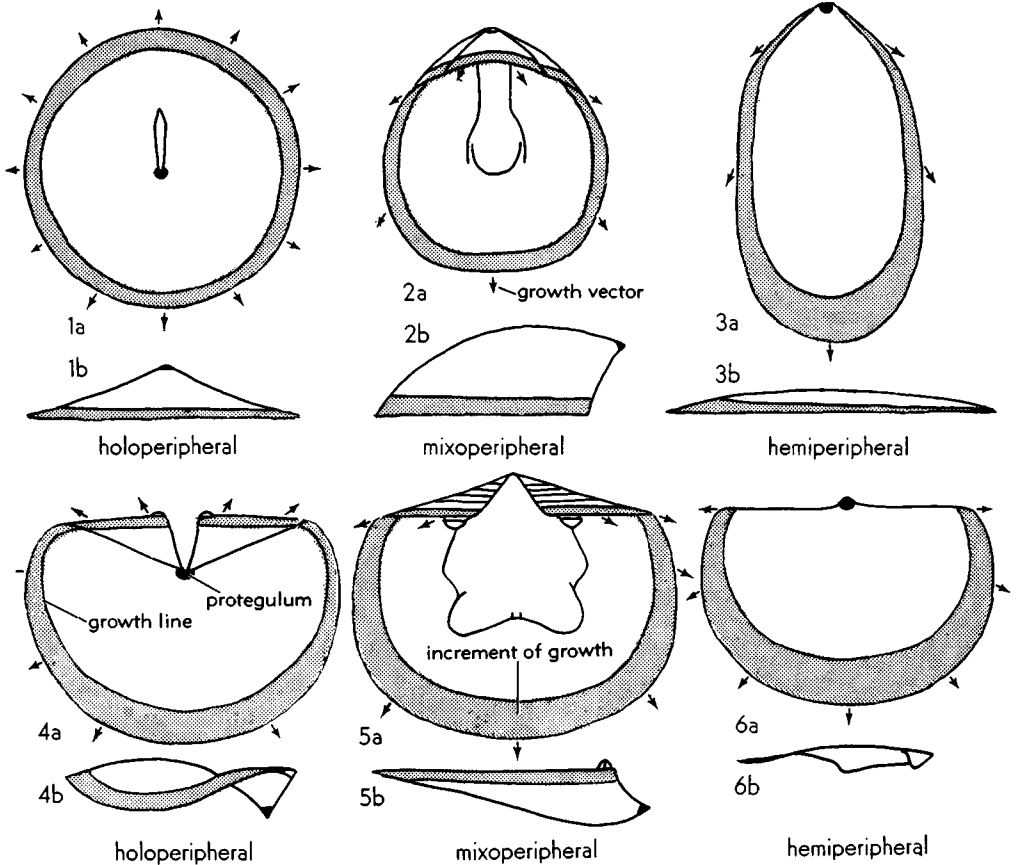 1a
2a
growth vector
3a
1b
2b
3b
holoperipheral
mixoperipheral
hemiperipheral
protegulum
growth line
increment of growth
4a
5a
6a
4b
5b
6b
holoperipheral
mixoperipheral
hemiperipheral